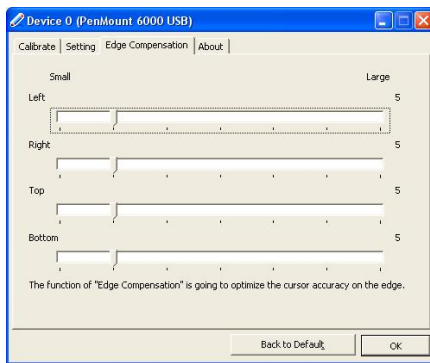 Device 0 (PenMount 6000 USB)
Calibrate Setting Edge Compensation About
Small Large
Left 5
Right 5
Top 5
Bottom 5
The function of "Edge Compensation" is going to optimize the cursor accuracy on the edge.
Back to Default OK